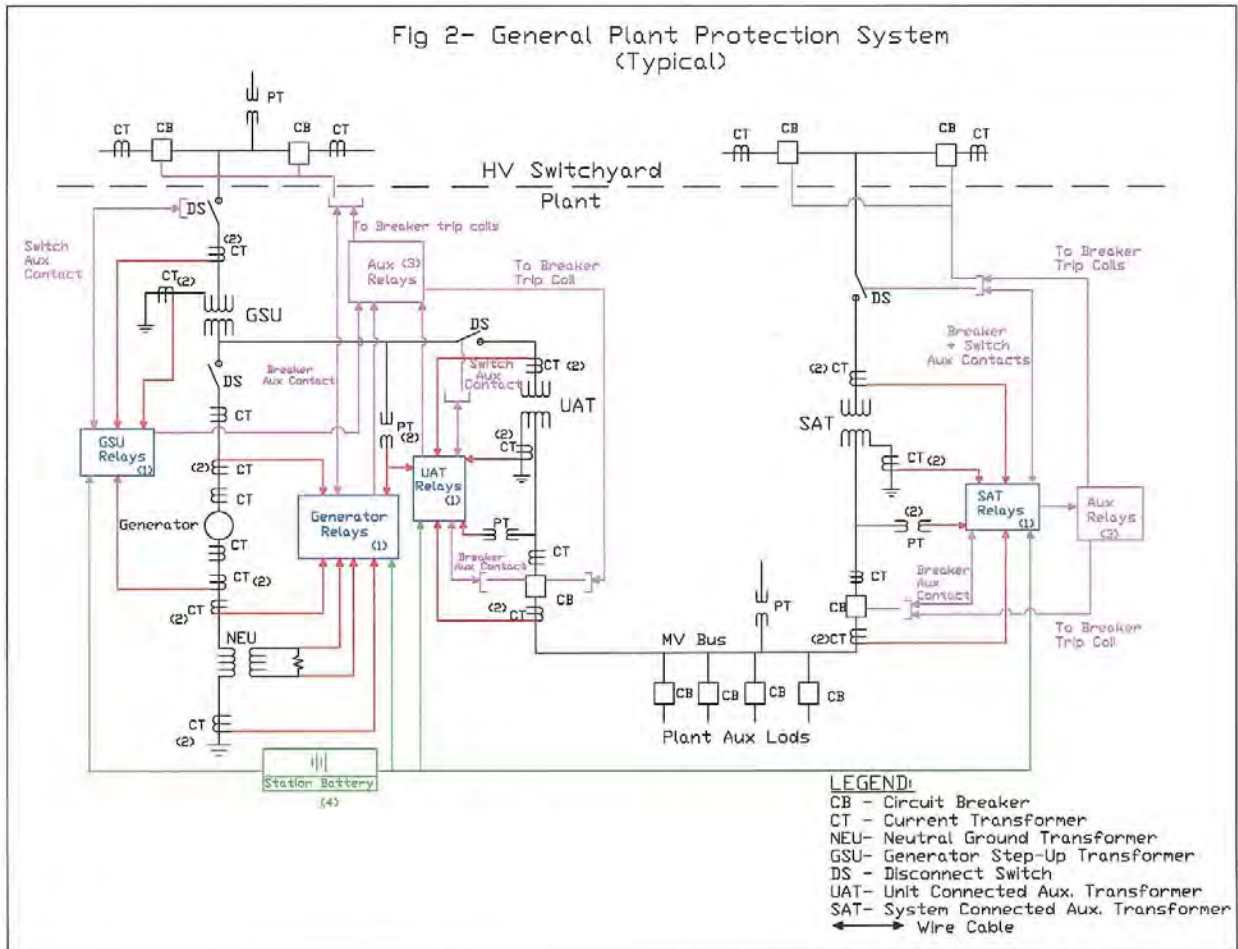 Fig 2- General Plant Protection System
(Typical)
PT
CT
CB
CB
CT
CT
CB
CB
CT
HV Switchyard
Plant
DS
Switch
Aux
Contact
(2)
CT
To Breaker trip coils
Aux (3)
Relays
To Breaker
Trip Coil
To Breaker
Trip Coils
CT
(2)
GSU
DS
DS
Breaker
+ Switch
Aux Contacts
DS
Breaker
Aux Contact
CT (2)
Switch Aux
Contact
UAT
(2) CT
CT
PT
(2)
(2)
CT
SAT
GSU
Relays
(1)
(2)
CT
UAT
Relays
(1)
CT (2)
CT
Generator
Generator
Relays
(1)
PT
(2)
PT
SAT
Relays
(1)
Aux Relays
(3)
CT
CT
Breaker
Aux Contact
CT (2)
CB
CT
Breaker
Aux
Contact
CT
(2)
(2)
CT
PT
CB
To Breaker
Trip Coil
NEU
MV Bus
(2)CT
CB
CB
CB
CB
CT
(2)
Plant Aux Lods
Station Battery
(4)
LEGEND:
CB - Circuit Breaker
CT - Current Transformer
NEU- Neutral Ground Transformer
GSU- Generator Step-Up Transformer
DS - Disconnect Switch
UAT- Unit Connected Aux. Transformer
SAT- System Connected Aux. Transformer
Wire Cable